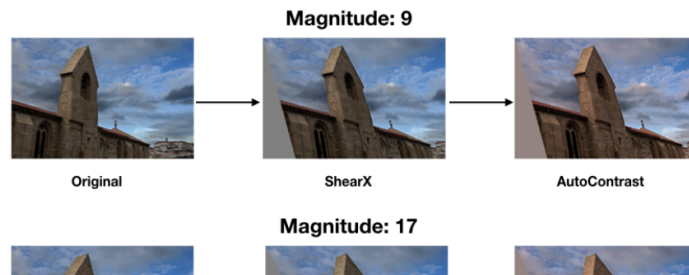 Magnitude: 9
Original
ShearX
AutoContrast
Magnitude: 17